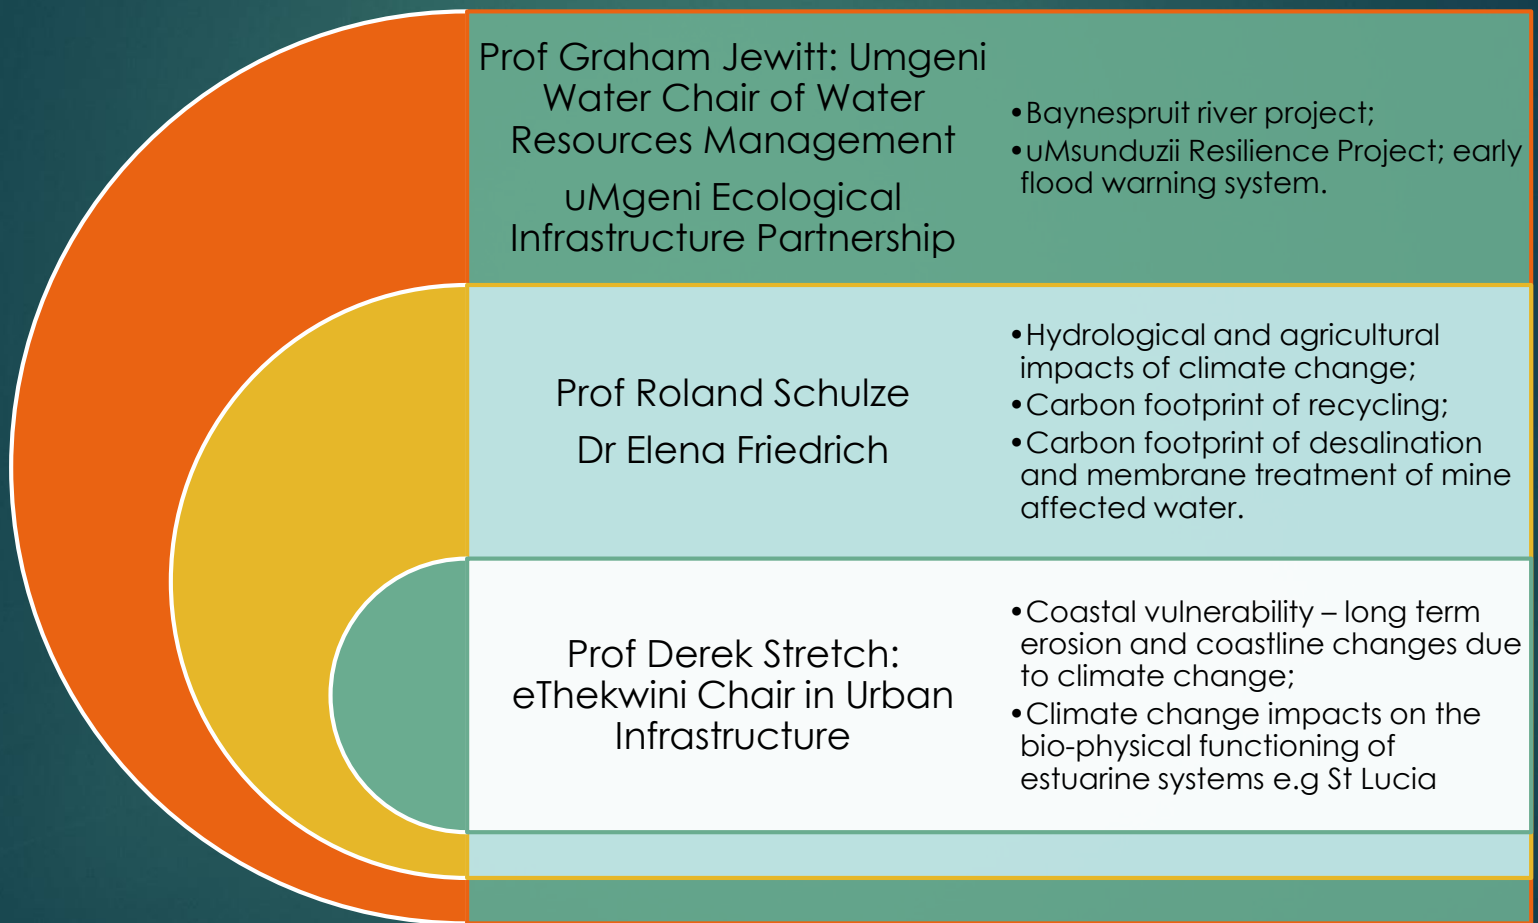 Prof Graham Jewitt: Umgeni
Water Chair of Water
Resources Management
uMgeni Ecological
Infrastructure Partnership
•Baynespruit river project;
•uMsunduzii Resilience Project; early
flood warning system.
Prof Roland Schulze
Dr Elena Friedrich
•Hydrological and agricultural
impacts of climate change;
•Carbon footprint of recycling;
•Carbon footprint of desalination
and membrane treatment of mine
affected water.
Prof Derek Stretch:
eThekwini Chair in Urban
Infrastructure
•Coastal vulnerability – long term
erosion and coastline changes due
to climate change;
•Climate change impacts on the
bio-physical functioning of
estuarine systems e.g St Lucia